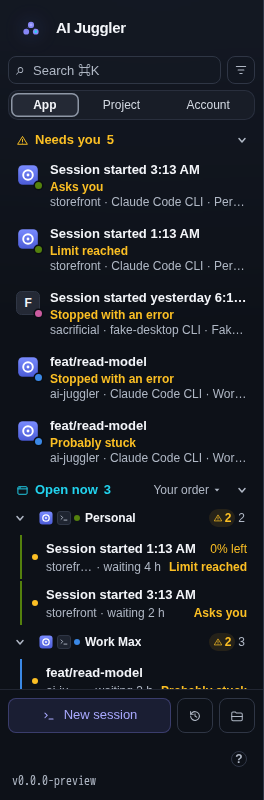 AI Juggler
Search ⌘K
App Project Account
Needs you 5
Session started 3:13 AM
Asks you
storefront · Claude Code CLI · Per…
Session started 1:13 AM
Limit reached
storefront · Claude Code CLI · Per…
F
Session started yesterday 6:1…
Stopped with an error
sacrificial · fake-desktop CLI · Fak…
feat/read-model
Stopped with an error
ai-juggler · Claude Code CLI · Wor…
feat/read-model
Probably stuck
ai-juggler · Claude Code CLI · Wor…
Open now 3 Your order
Personal 2 2
Session started 1:13 AM 0% left
storefr… · waiting 4 h Limit reached
Session started 3:13 AM
storefront · waiting 2 h Asks you
Work Max 2 3
feat/read-model
New session
?
v0.0.0-preview